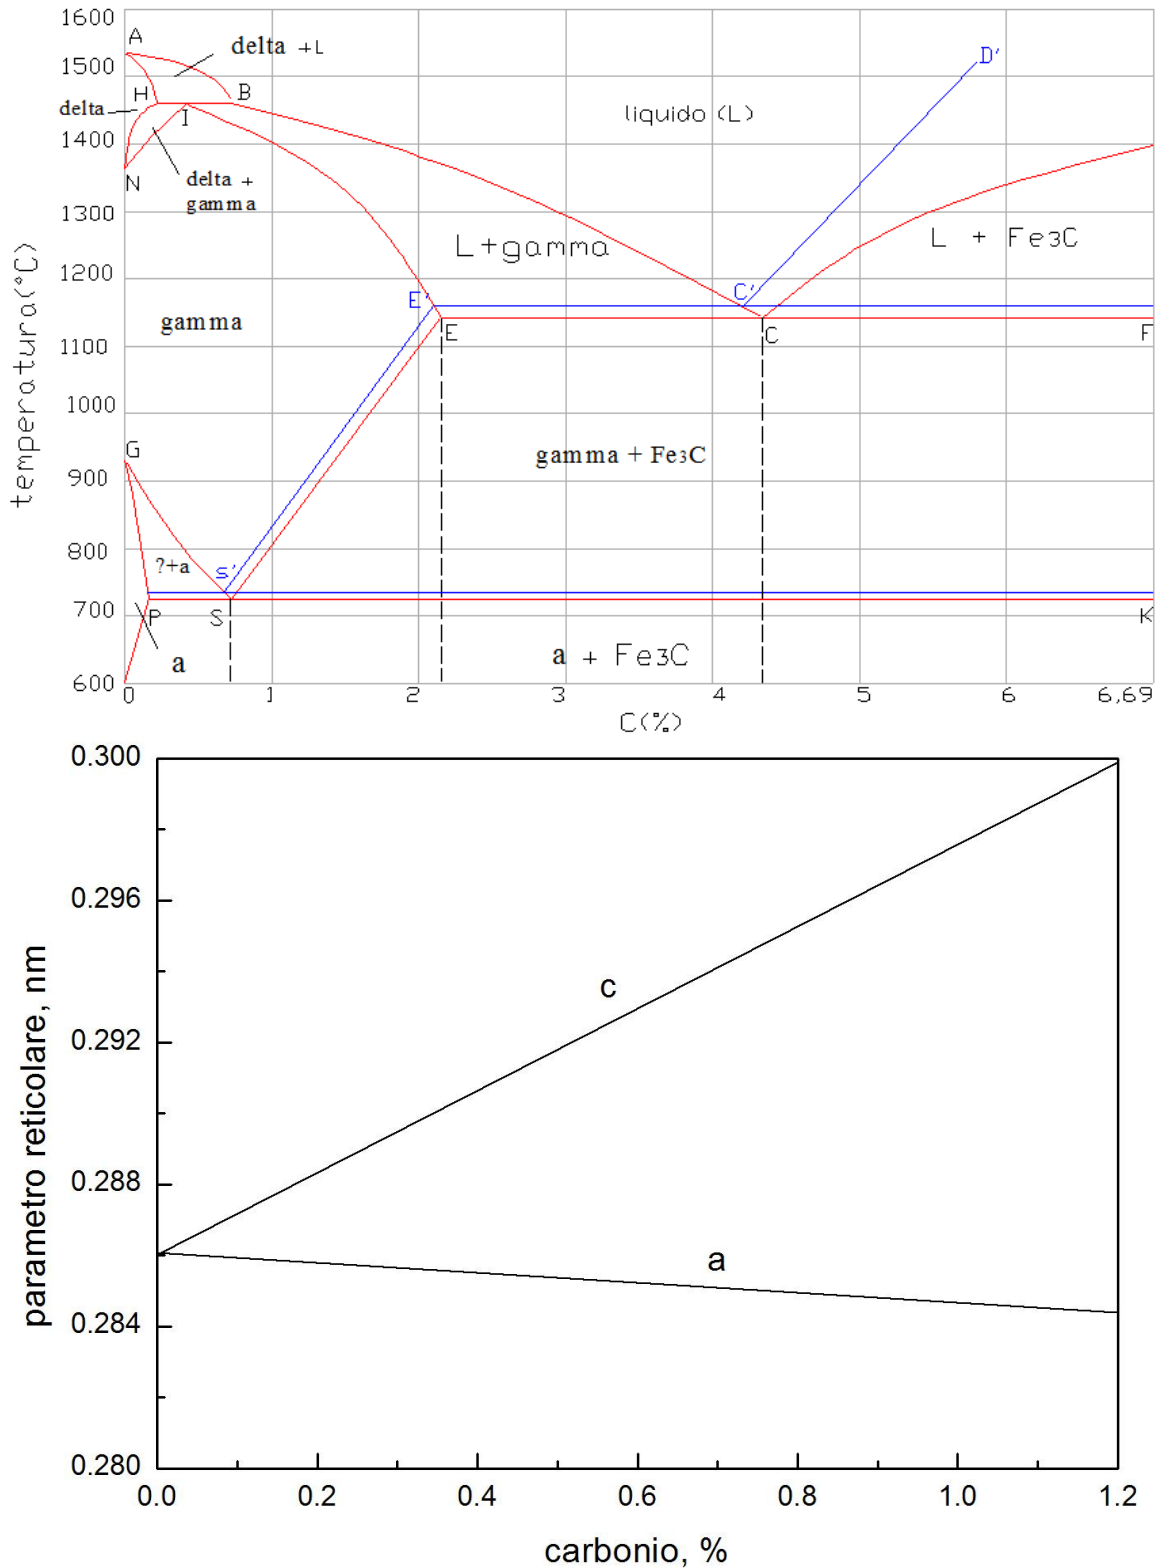 1600
A
delta +L
1500
D'
H
B
delta
I
liquido (L)
1400
N
delta +
gamma
1300
L+gamma
L + Fe3C
1200
E'
C'
gamma
E
C
F
1100
temperatura(°C)
1000
G
gamma + Fe3C
900
800
?+a
s'
700
P
S
K
a
a + Fe3C
600
0
1
2
3
4
5
6
6,69
C(%)
0.300
c
0.296
0.292
parametro reticolare, nm
0.288
a
0.284
0.280
0.0
0.2
0.4
0.6
0.8
1.0
1.2
carbonio, %